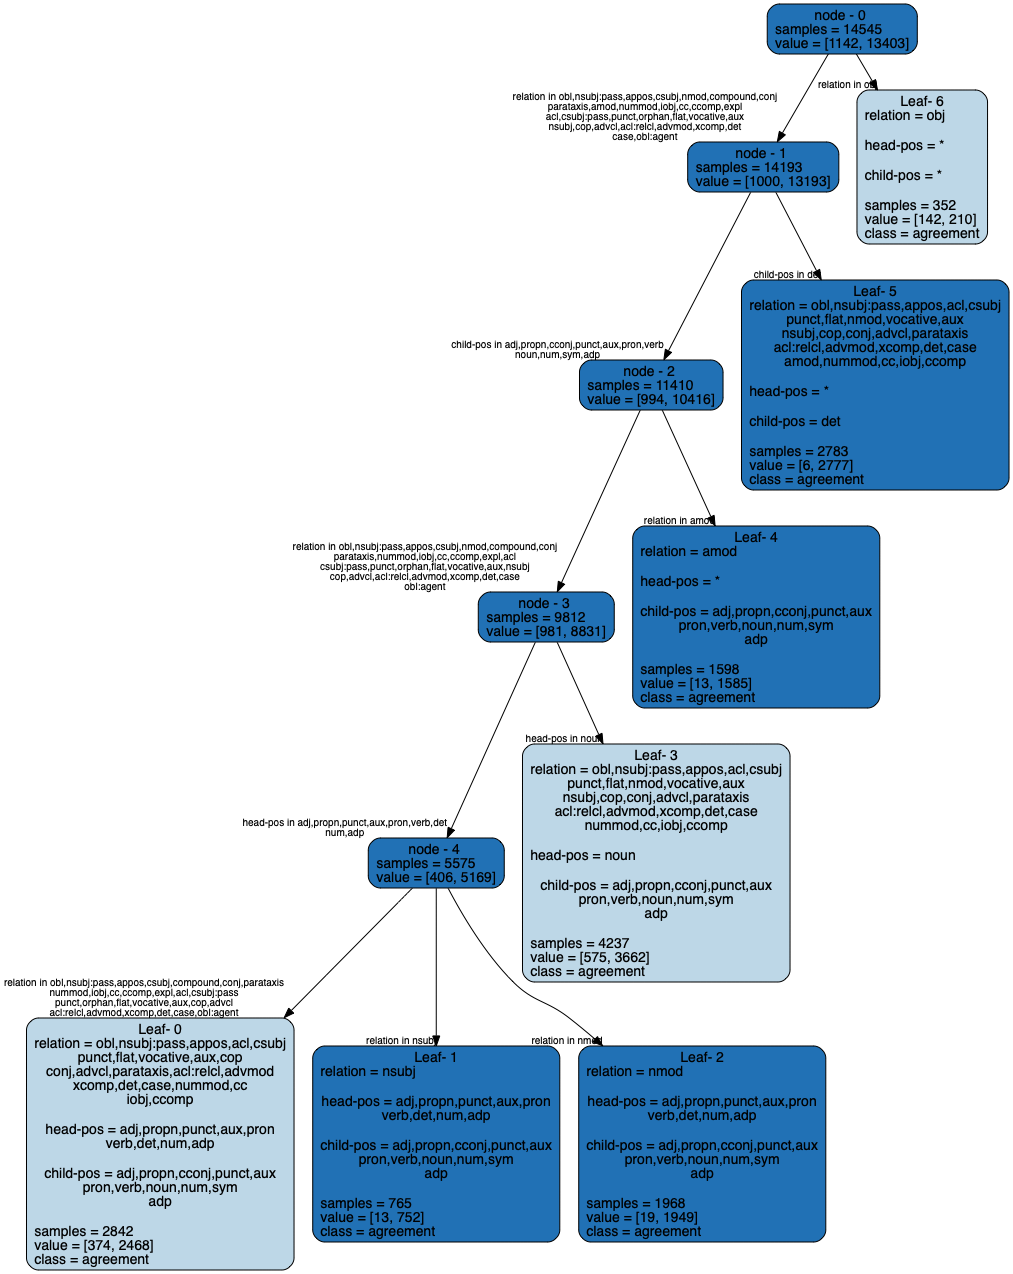 node - 0
samples = 14545
value = [1142, 13403]
relation in
relation in obl,nsubj:pass,appos,csubj,nmod,compound,conj
parataxis,amod,nummod,iobj,cc,ccomp,expl
acl,csubj:pass,punct,orphan,flat,vocative,aux
nsubj,cop,advcl,acl:relcl,advmod,xcomp,det
case,obl:agent
Leaf- 6
relation = obj
head-pos = *
child-pos = *
samples = 352
value = [142, 210]
class = agreement
node - 1
samples = 14193
value = [1000, 13193]
child-pos in
Leaf- 5
relation = obl,nsubj:pass,appos,acl,csubj
punct,flat,nmod,vocative,aux
nsubj,cop,conj,advcl,parataxis
acl:relcl,advmod,xcomp,det,case
amod,nummod,cc,iobj,ccomp
head-pos = *
child-pos = det
samples = 2783
value = [6, 2777]
class = agreement
child-pos in adj,propn,cconj,punct,aux,pron,verb
noun,num,sym,adp
node - 2
samples = 11410
value = [994, 10416]
relation in
Leaf- 4
relation = amod
head-pos = *
child-pos = adj,propn,cconj,punct,aux
pron,verb,noun,num,sym
adp
samples = 1598
value = [13, 1585]
class = agreement
relation in obl,nsubj:pass,appos,csubj,nmod,compound,conj
parataxis,nummod,iobj,cc,ccomp,expl,acl
csubj:pass,punct,orphan,flat,vocative,aux,nsubj
cop,advcl,acl:relcl,advmod,xcomp,det,case
obl:agent
node - 3
samples = 9812
value = [981, 8831]
head-pos in
Leaf- 3
relation = obl,nsubj:pass,appos,acl,csubj
punct,flat,nmod,vocative,aux
nsubj,cop,conj,advcl,parataxis
acl:relcl,advmod,xcomp,det,case
nummod,cc,iobj,ccomp
head-pos = noun
child-pos = adj,propn,cconj,punct,aux
pron,verb,noun,num,sym
adp
samples = 4237
value = [575, 3662]
class = agreement
head-pos in adj,propn,punct,aux,pron,verb,det
num,adp
node - 4
samples = 5575
value = [406, 5169]
relation in obl,nsubj:pass,appos,csubj,compound,conj,parataxis
nummod,iobj,cc,ccomp,expl,acl,csubj:pass
punct,orphan,flat,vocative,aux,cop,advcl
acl:relcl,advmod,xcomp,det,case,obl:agent
Leaf- 0
relation = obl,nsubj:pass,appos,acl,csubj
punct,flat,vocative,aux,cop
conj,advcl,parataxis,acl:relcl,advmod
xcomp,det,case,nummod,cc
iobj,ccomp
head-pos = adj,propn,punct,aux,pron
verb,det,num,adp
child-pos = adj,propn,cconj,punct,aux
pron,verb,noun,num,sym
adp
samples = 2842
value = [374, 2468]
class = agreement
relation in
Leaf- 1
relation = nsubj
head-pos = adj,propn,punct,aux,pron
verb,det,num,adp
child-pos = adj,propn,cconj,punct,aux
pron,verb,noun,num,sym
adp
samples = 765
value = [13, 752]
class = agreement
relation in
Leaf- 2
relation = nmod
head-pos = adj,propn,punct,aux,pron
verb,det,num,adp
child-pos = adj,propn,cconj,punct,aux
pron,verb,noun,num,sym
adp
samples = 1968
value = [19, 1949]
class = agreement